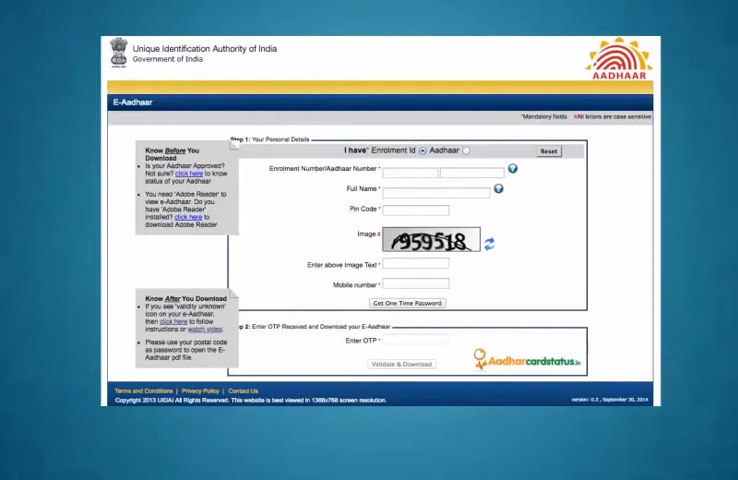 Unique Identification Authority of India
Government of India
AADHAAR
E-Aadhaar
*Mandatory fields #All letters are case sensitive
Step 1: Your Personal Details
I have* Enrolment Id Aadhaar
Reset
Know Before You
Download
Is your Aadhaar Approved?
Not sure? click here to know
status of your Aadhaar
You need 'Adobe Reader' to
view e-Aadhaar. Do you
have 'Adobe Reader'
installed? click here to
download Adobe Reader
Enrolment Number/Aadhaar Number *
Full Name *
Pin Code *
Image #
959518
Enter above Image Text *
Mobile number *
Get One Time Password
Know After You Download
If you see 'validity unknown'
icon on your e-Aadhaar,
then click here to follow
instructions or watch video.
Please use your postal code
as password to open the E-
Aadhaar pdf file.
p 2: Enter OTP Received and Download your E-Aadhaar
Enter OTP *
Validate & Download
Aadharcardstatus.in
Terms and Conditions | Privacy Policy | Contact Us
Copyright 2013 UIDAI All Rights Reserved. This website is best viewed in 1366x768 screen resolution.
version: 0.3 , September 30, 2014